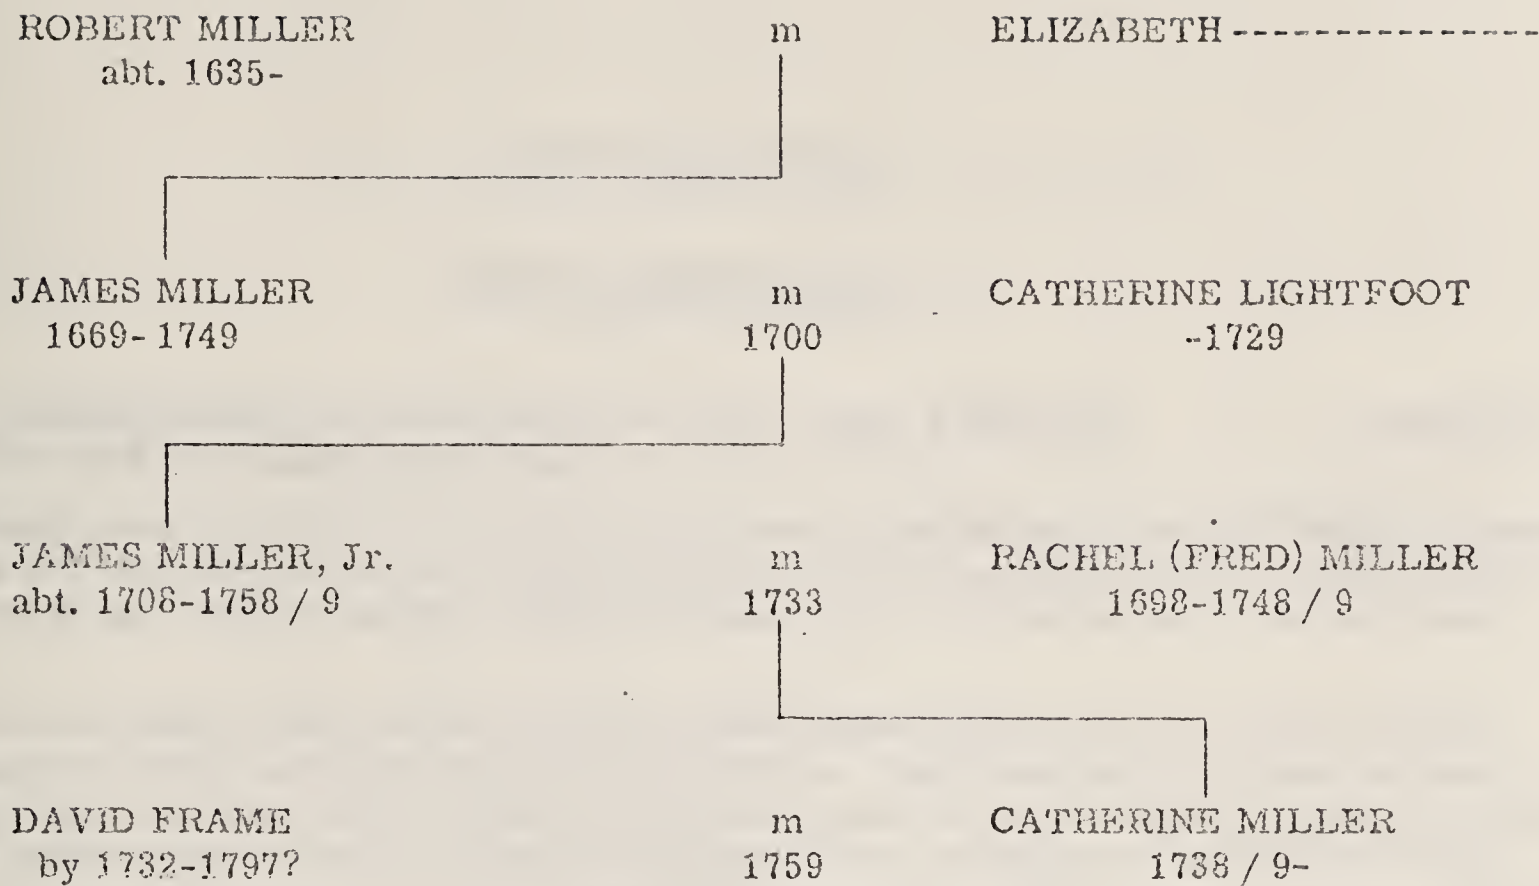 ROBERT MILLER m ELIZABETH ---------------
abt. 1635-
JAMES MILLER m CATHERINE LIGHTFOOT
1669-1749 1700 -1729
JAMES MILLER, Jr. m RACHEL (FRED) MILLER
abt. 1708-1758 / 9 1733 1698-1748 / 9
DAVID FRAME m CATHERINE MILLER
by 1732-1797? 1759 1738 / 9-